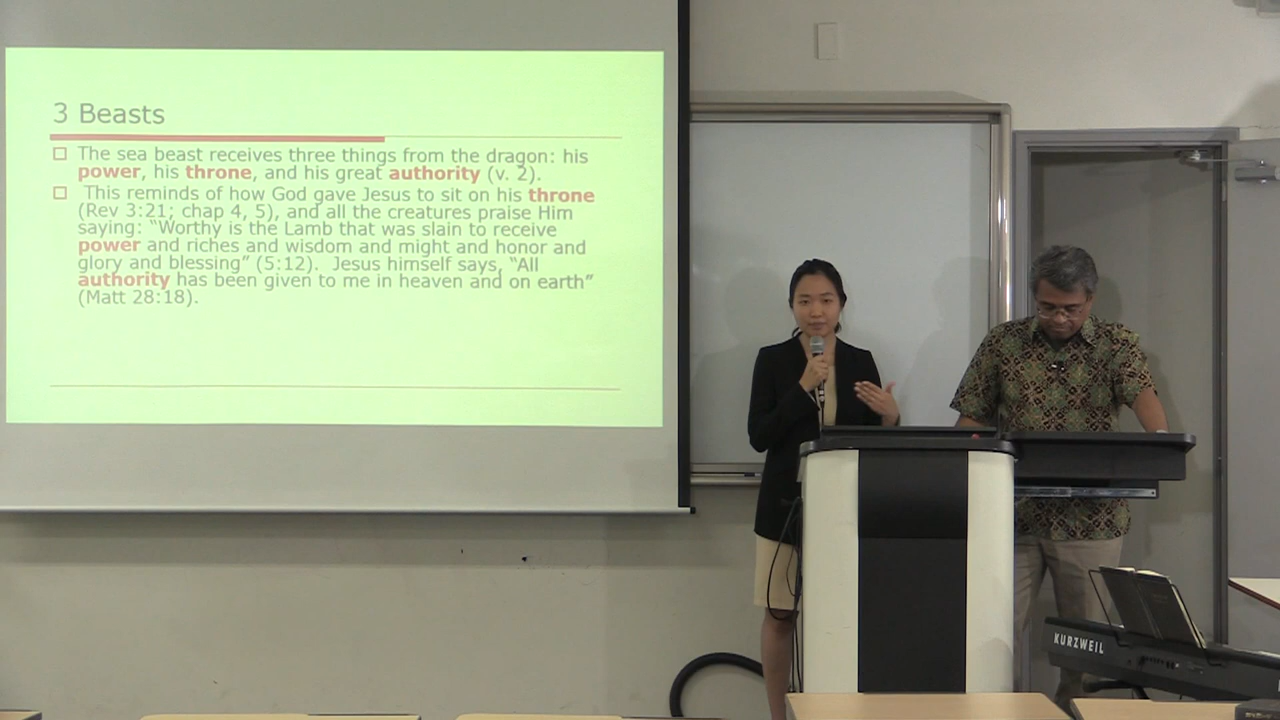 3 Beasts
The sea beast receives three things from the dragon: his
power, his throne, and his great authority (v. 2).
This reminds of how God gave Jesus to sit on his throne
(Rev 3:21; chap 4, 5), and all the creatures praise Him
saying: “Worthy is the Lamb that was slain to receive
power and riches and wisdom and might and honor and
glory and blessing” (5:12). Jesus himself says, “All
authority has been given to me in heaven and on earth”
(Matt 28:18).
KURZWEIL